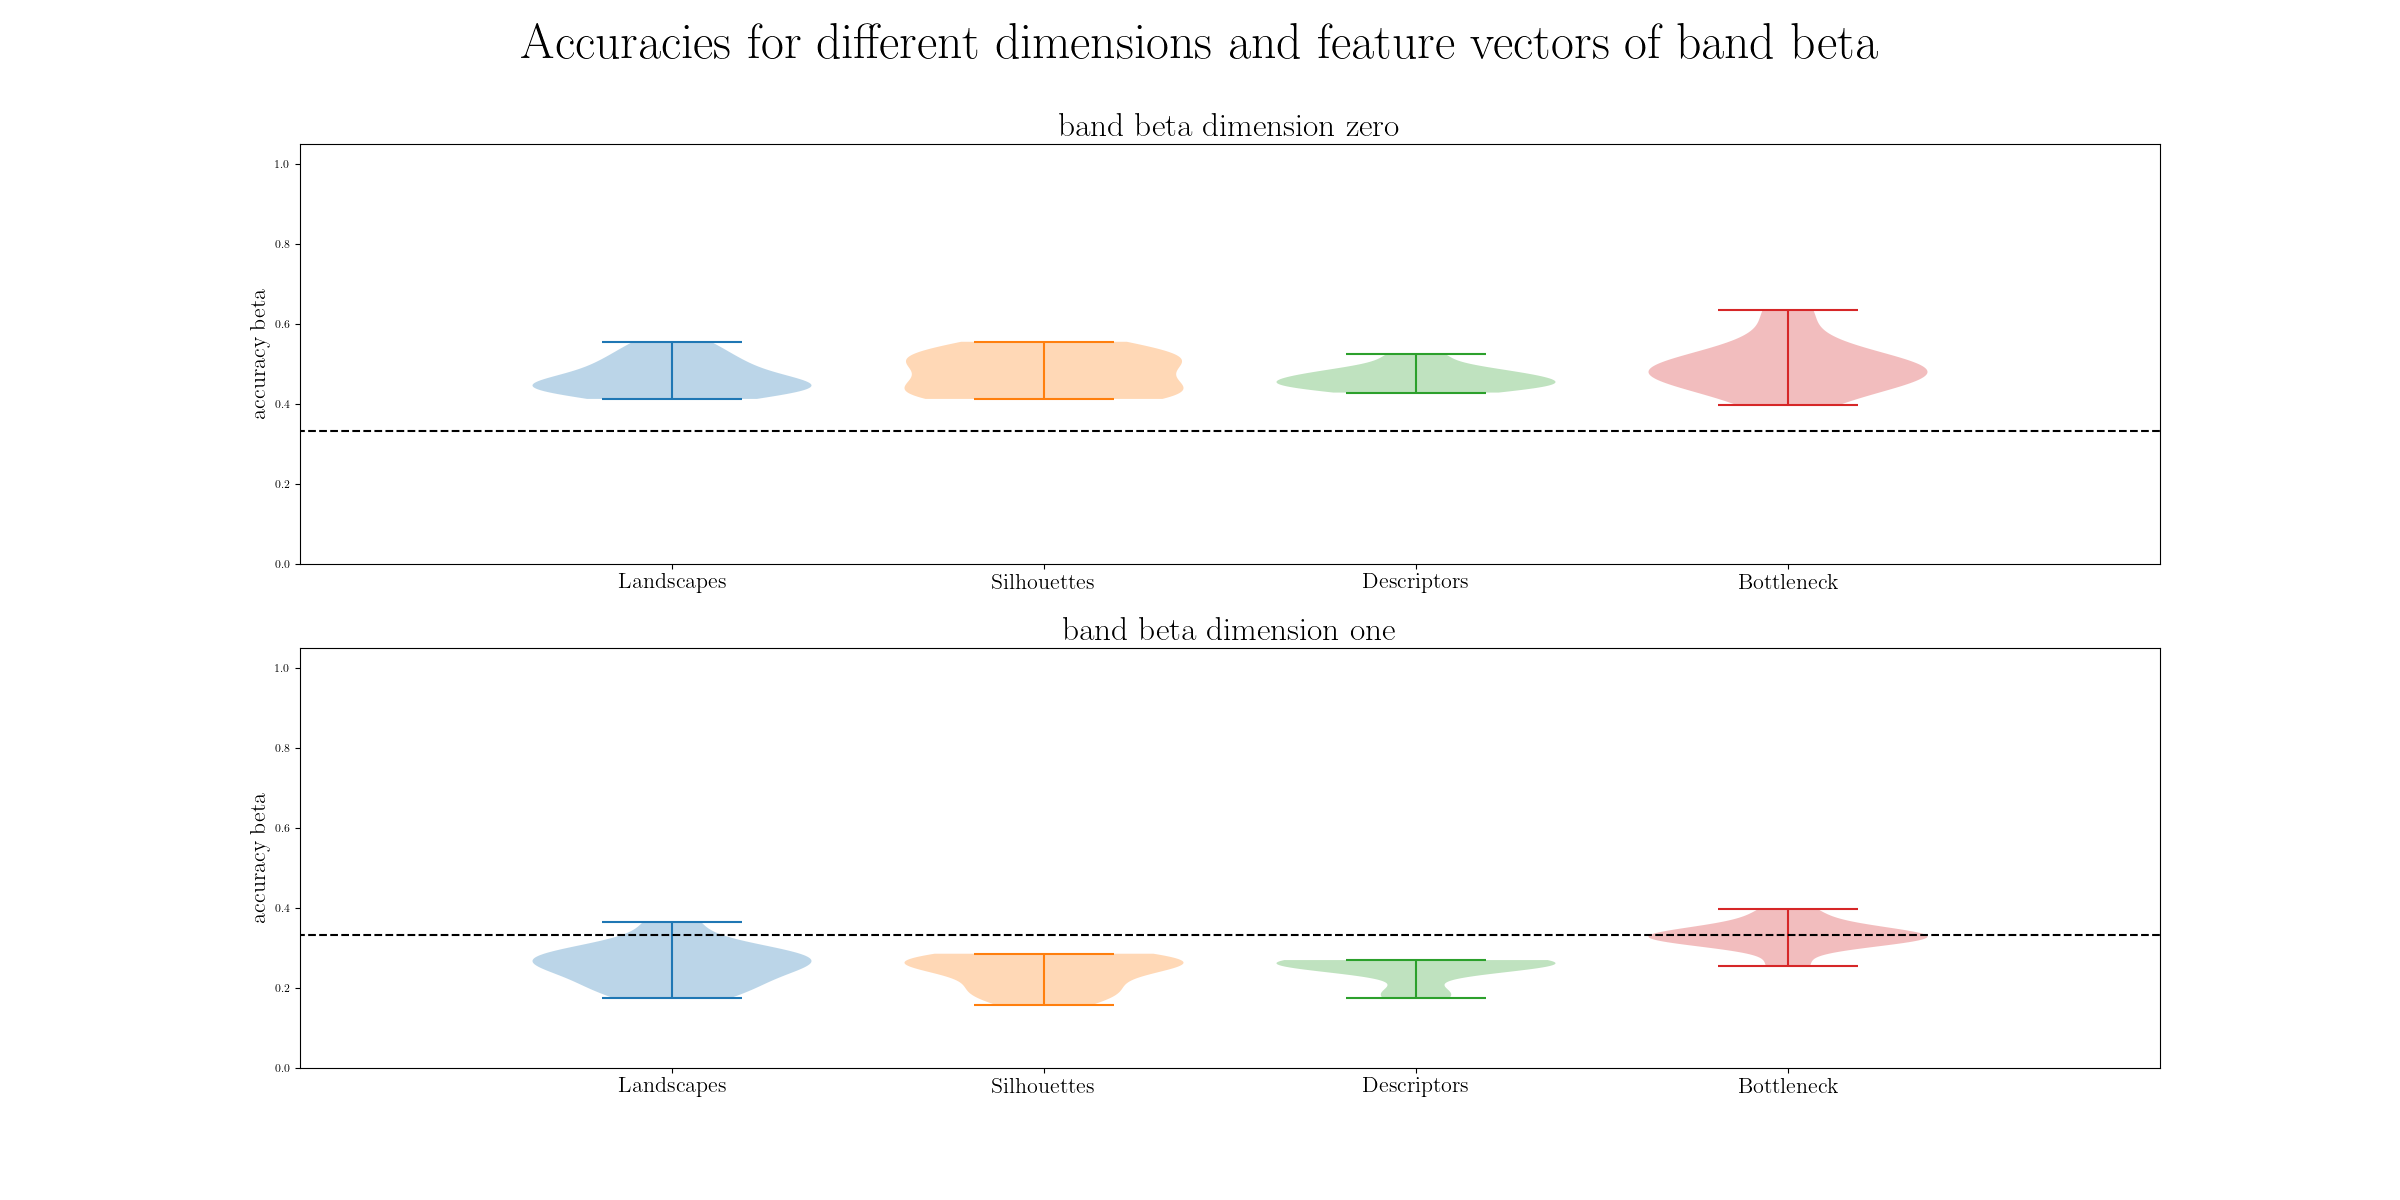 Accuracies for different dimensions and feature vectors of band beta
band beta dimension zero
accuracy beta
1.0
0.8
0.6
0.4
0.2
0.0
Landscapes Silhouettes Descriptors Bottleneck
band beta dimension one
accuracy beta
1.0
0.8
0.6
0.4
0.2
0.0
Landscapes Silhouettes Descriptors Bottleneck